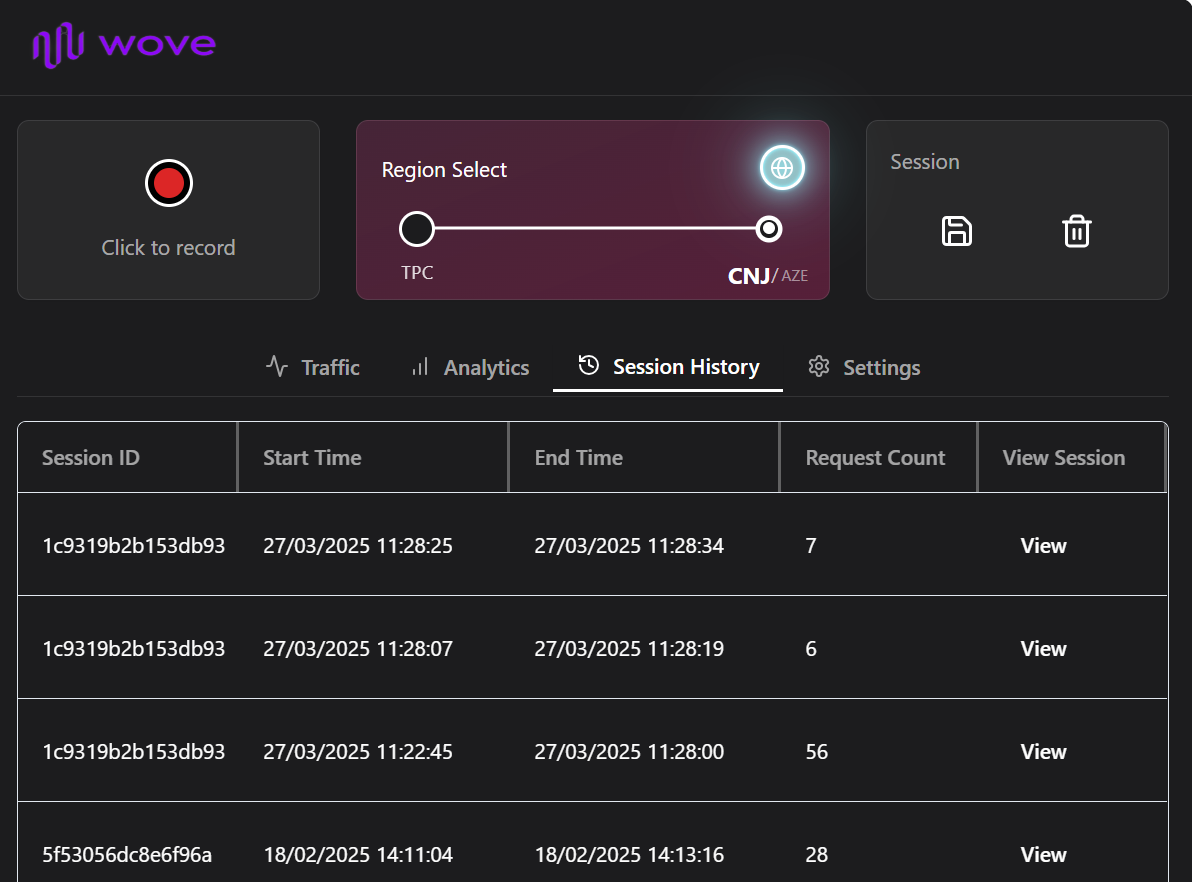 wove
Click to record
Region Select
TPC
CNJ/ AZE
Session
Traffic Analytics Session History Settings
Session ID Start Time End Time Request Count View Session
1c9319b2b153db93 27/03/2025 11:28:25 27/03/2025 11:28:34 7 View
1c9319b2b153db93 27/03/2025 11:28:07 27/03/2025 11:28:19 6 View
1c9319b2b153db93 27/03/2025 11:22:45 27/03/2025 11:28:00 56 View
5f53056dc8e6f96a 18/02/2025 14:11:04 18/02/2025 14:13:16 28 View